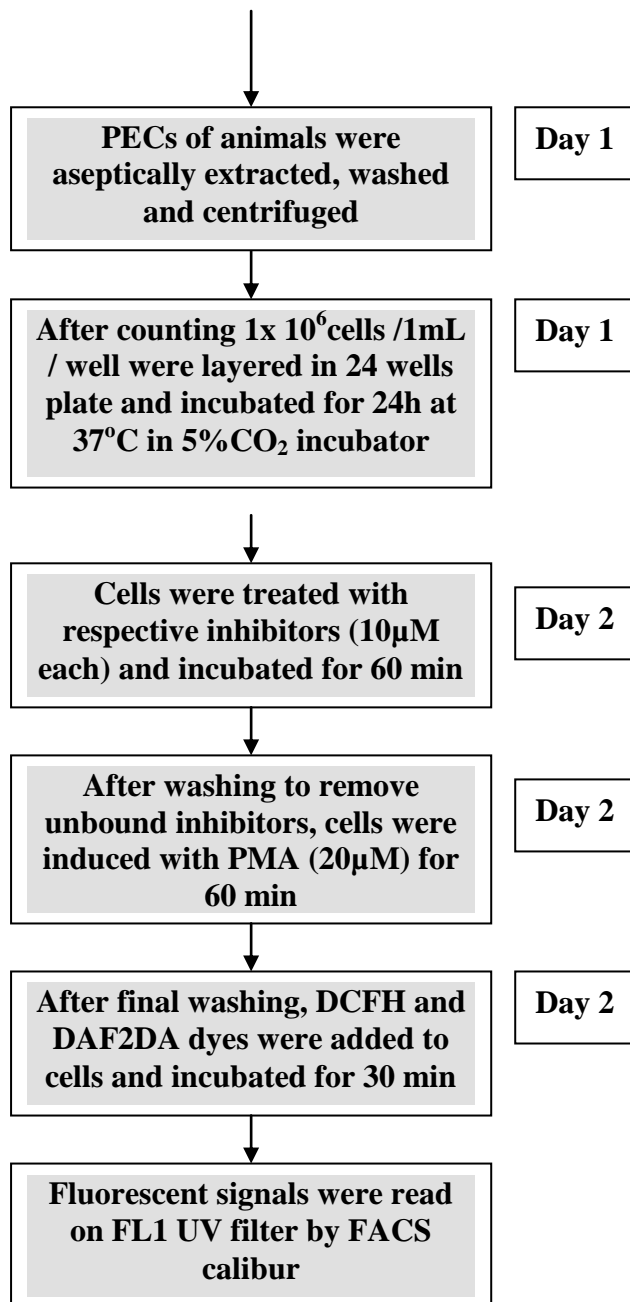 PECs of animals were
aseptically extracted, washed
and centrifuged
Day 1
After counting 1x 10⁶cells /1mL
/ well were layered in 24 wells
plate and incubated for 24h at
37°C in 5%CO₂ incubator
Day 1
Cells were treated with
respective inhibitors (10µM
each) and incubated for 60 min
Day 2
After washing to remove
unbound inhibitors, cells were
induced with PMA (20µM) for
60 min
Day 2
After final washing, DCFH and
DAF2DA dyes were added to
cells and incubated for 30 min
Day 2
Fluorescent signals were read
on FL1 UV filter by FACS
calibur